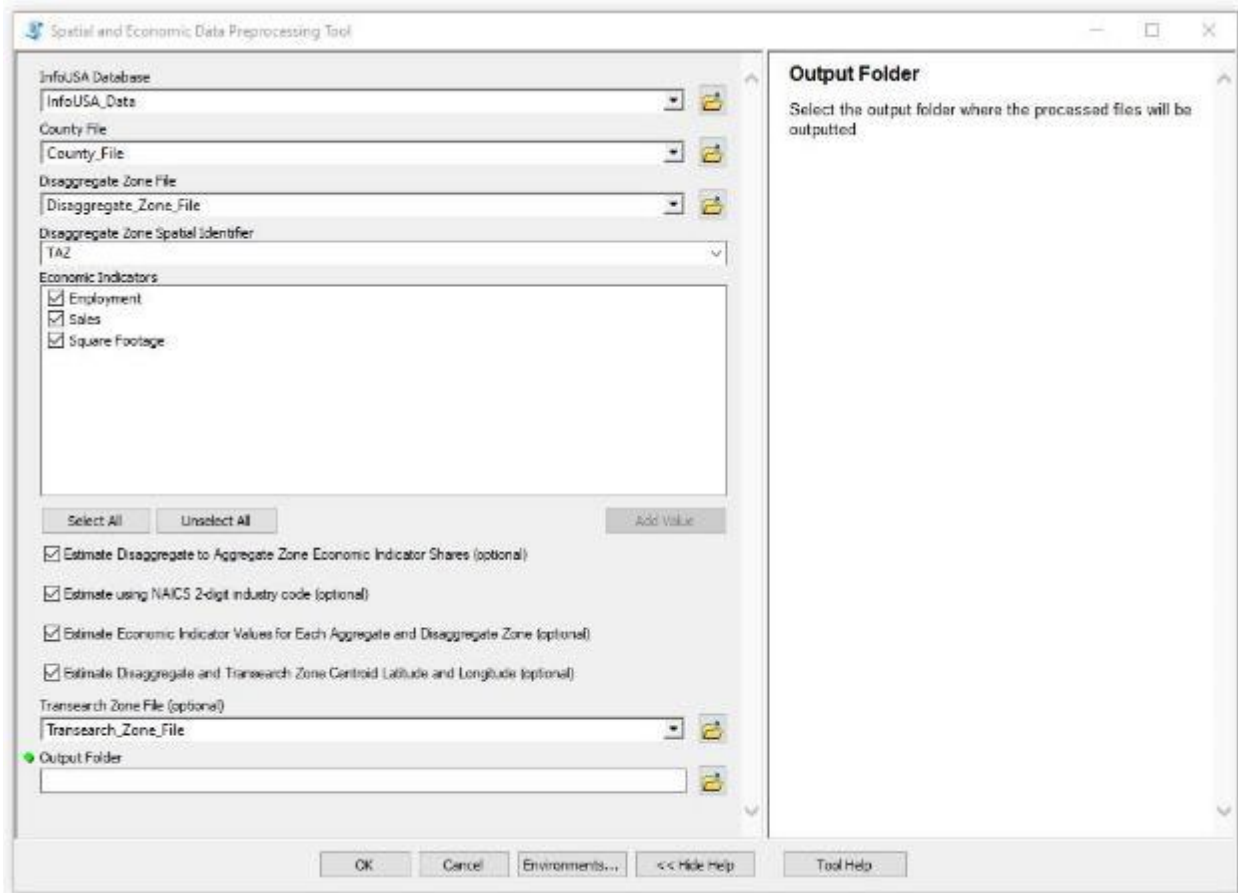 Spatial and Economic Data Preprocessing Tool
InfoUSA Database
InfoUSA_Data
County File
County_File
Disaggregate Zone File
Disaggregate_Zone_File
Disaggregate Zone Spatial Identifier
TAZ
Economic Indicators
Employment
Sales
Square Footage
Select All
Unselect All
Add Value
Estimate Disaggregate to Aggregate Zone Economic Indicator Shares (optional)
Estimate using NAICS 2-digit industry code (optional)
Estimate Economic Indicator Values for Each Aggregate and Disaggregate Zone (optional)
Estimate Disaggregate and Transearch Zone Centroid Latitude and Longitude (optional)
Transearch Zone File (optional)
Transearch_Zone_File
Output Folder
Output Folder
Select the output folder where the processed files will be
outputted
OK
Cancel
Environments...
<< Hide Help
Tool Help